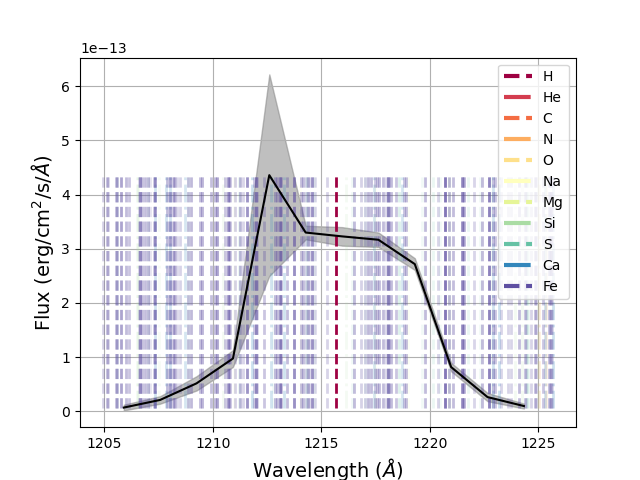 1e−13
6
5
4
3
2
1
0
Flux (erg/cm²/s/Å)
1205
1210
1215
1220
1225
Wavelength (Å)
H
He
C
N
O
Na
Mg
Si
S
Ca
Fe